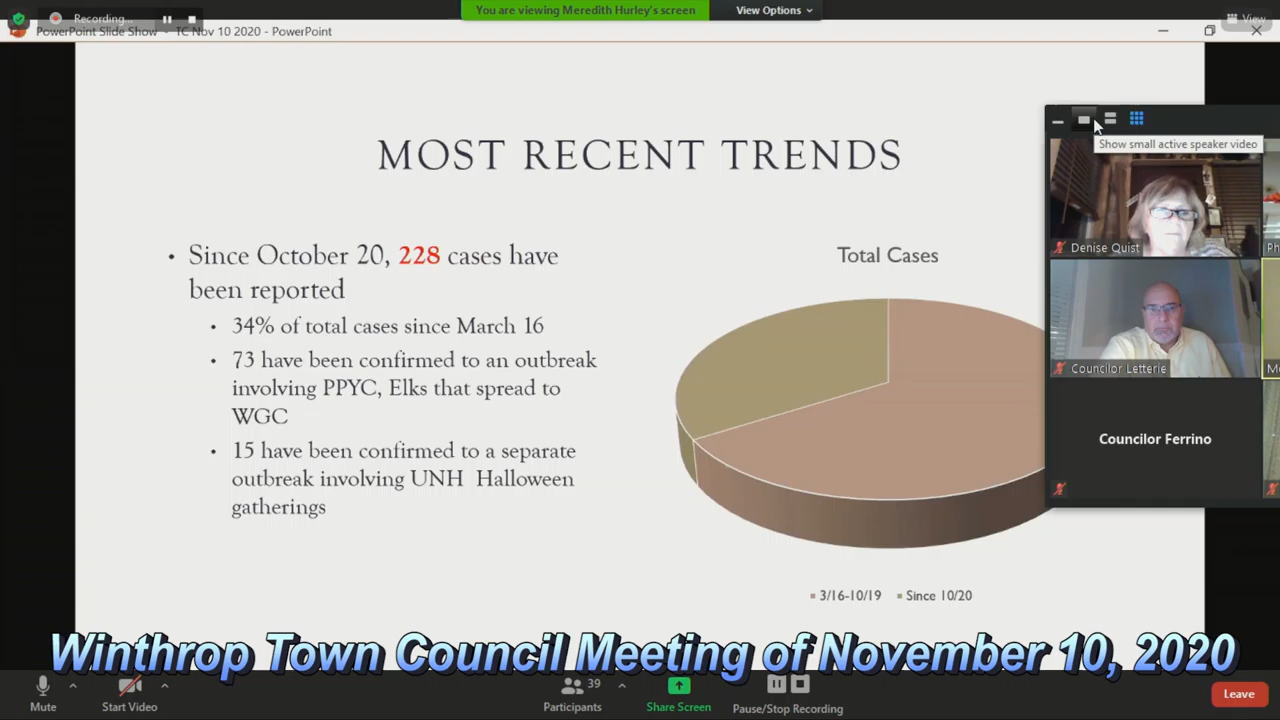 Recording...
You are viewing Meredith Hurley's screen
View Options
View
PowerPoint Slide Show - TC Nov 10 2020 - PowerPoint
MOST RECENT TRENDS
Show small active speaker video
Denise Quist
Ph
Councilor Letterie
Me
Councilor Ferrino
• Since October 20, 228 cases have
been reported
• 34% of total cases since March 16
• 73 have been confirmed to an outbreak
involving PPYC, Elks that spread to
WGC
• 15 have been confirmed to a separate
outbreak involving UNH Halloween
gatherings
Total Cases
3/16-10/19 Since 10/20
Winthrop Town Council Meeting of November 10, 2020
39
Mute
Start Video
Participants
Share Screen
Pause/Stop Recording
Leave